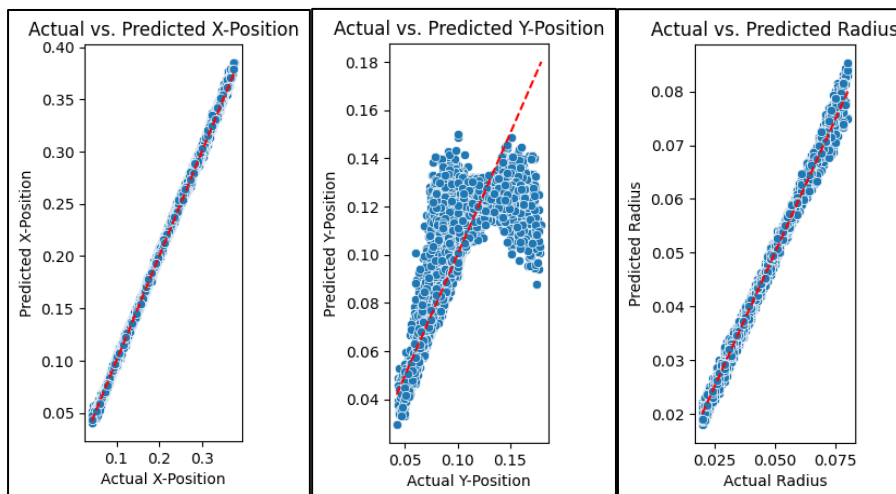 Actual vs. Predicted X-Position
0.40
0.35
0.30
0.25
0.20
0.15
0.10
0.05
Predicted X-Position
0.1 0.2 0.3
Actual X-Position
Actual vs. Predicted Y-Position
0.18
0.16
0.14
0.12
0.10
0.08
0.06
0.04
Predicted Y-Position
0.05 0.10 0.15
Actual Y-Position
Actual vs. Predicted Radius
0.08
0.07
0.06
0.05
0.04
0.03
0.02
Predicted Radius
0.025 0.050 0.075
Actual Radius